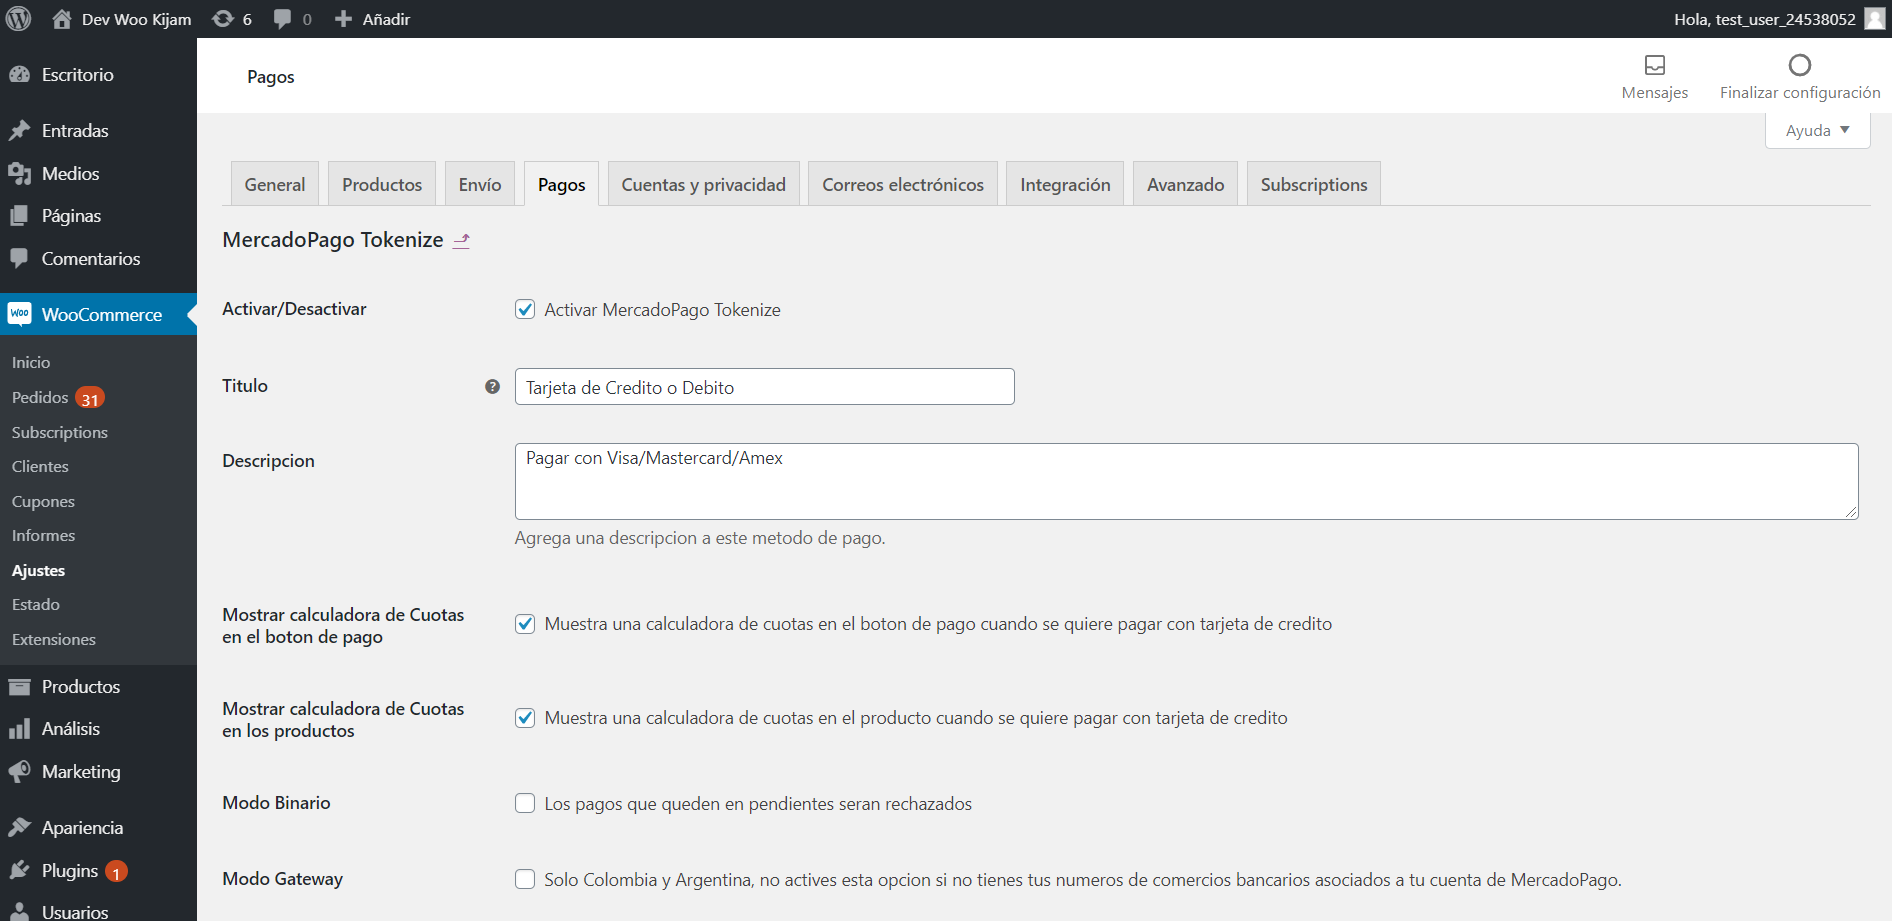 Dev Woo Kijam
6
0
Añadir
Hola, test_user_24538052
Escritorio
Entradas
Medios
Páginas
Comentarios
Woo
WooCommerce
Inicio
Pedidos 31
Subscriptions
Clientes
Cupones
Informes
Ajustes
Estado
Extensiones
Productos
Análisis
Marketing
Apariencia
Plugins 1
Usuarios
Pagos
Mensajes
Finalizar configuración
Ayuda
General
Productos
Envío
Pagos
Cuentas y privacidad
Correos electrónicos
Integración
Avanzado
Subscriptions
MercadoPago Tokenize
Activar/Desactivar
Activar MercadoPago Tokenize
Titulo
?
Tarjeta de Credito o Debito
Descripcion
Pagar con Visa/Mastercard/Amex
Agrega una descripcion a este metodo de pago.
Mostrar calculadora de Cuotas
en el boton de pago
Muestra una calculadora de cuotas en el boton de pago cuando se quiere pagar con tarjeta de credito
Mostrar calculadora de Cuotas
en los productos
Muestra una calculadora de cuotas en el producto cuando se quiere pagar con tarjeta de credito
Modo Binario
Los pagos que queden en pendientes seran rechazados
Modo Gateway
Solo Colombia y Argentina, no actives esta opcion si no tienes tus numeros de comercios bancarios asociados a tu cuenta de MercadoPago.